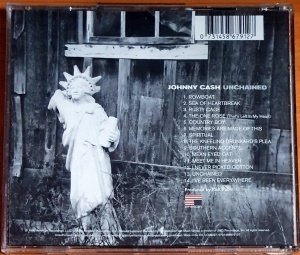 0 731458 679127
JOHNNY CASH UNCHAINED
1. ROWBOAT
2. SEA OF HEARTBREAK
3. RUSTY CAGE
4. THE ONE ROSE (That's Left In My Heart)
5. COUNTRY BOY
6. MEMORIES ARE MADE OF THIS
7. SPIRITUAL
8. THE KNEELING DRUNKARD'S PLEA
9. SOUTHERN ACCENTS
10. MEAN EYED CAT
11. MEET ME IN HEAVEN
12. I NEVER PICKED COTTON
13. UNCHAINED
14. I'VE BEEN EVERYWHERE
Produced by Rick Rubin